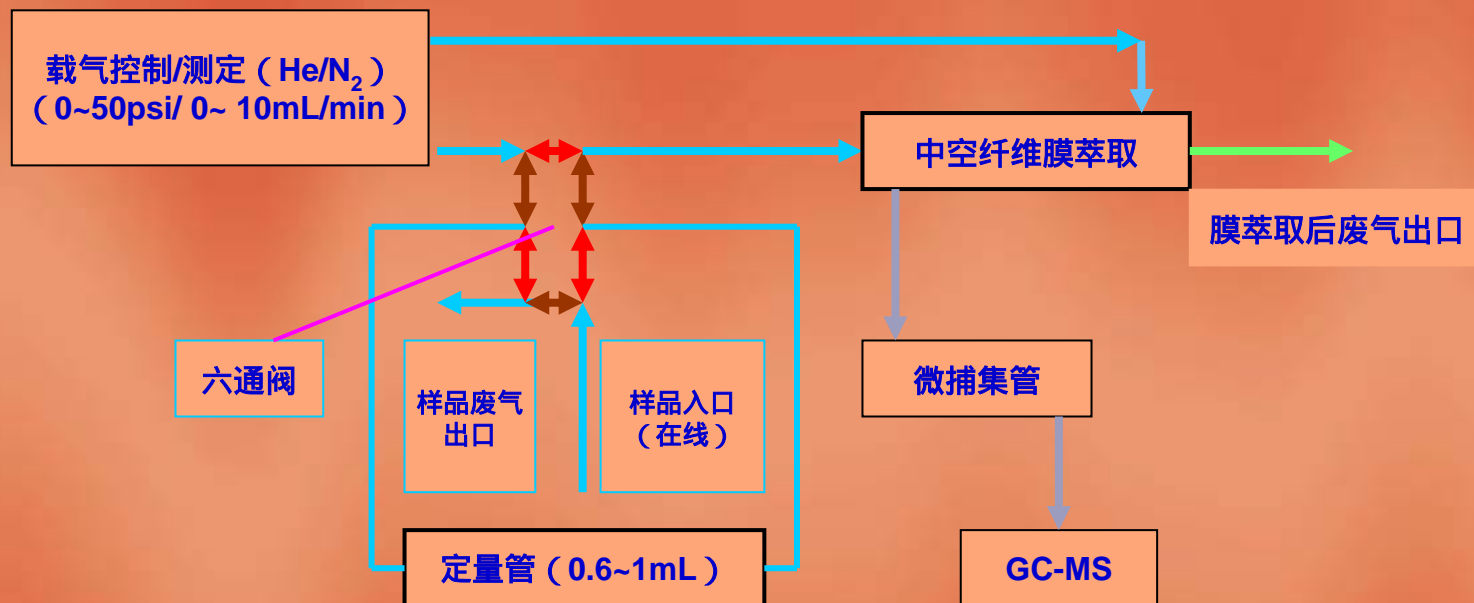 载气控制/测定（He/N2）
（0~50psi/ 0~ 10mL/min）
中空纤维膜萃取
膜萃取后废气出口
六通阀
样品废气
出口
样品入口
（在线）
微捕集管
定量管（0.6~1mL）
GC-MS